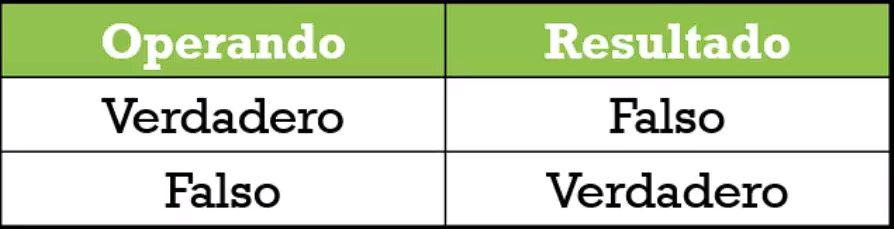 Operando Resultado
Verdadero Falso
Falso Verdadero